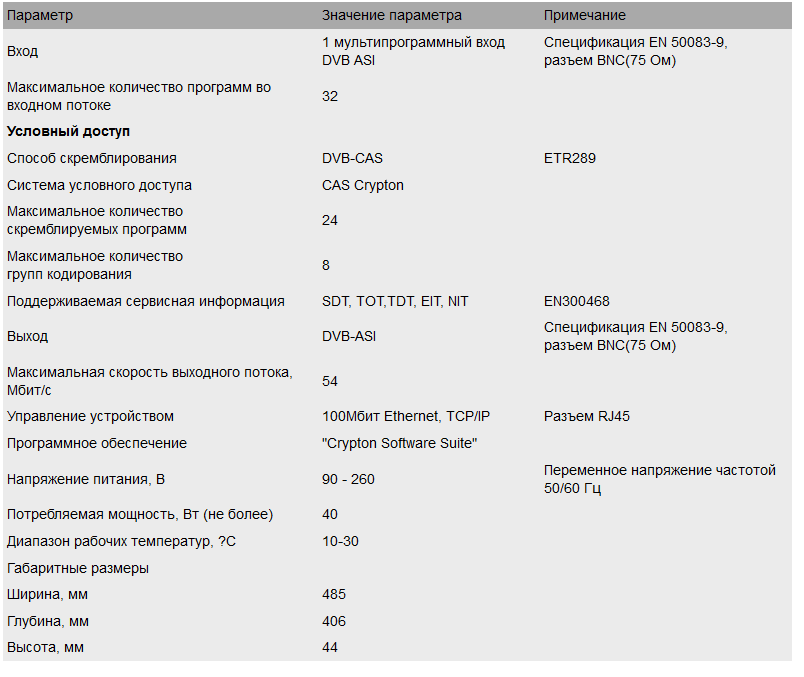 Параметр Значение параметра Примечание
Вход 1 мультипрограммный вход DVB ASI Спецификация EN 50083-9, разъем BNC(75 Ом)
Максимальное количество программ во входном потоке 32
Условный доступ
Способ скремблирования DVB-CAS ETR289
Система условного доступа CAS Crypton
Максимальное количество скремблируемых программ 24
Максимальное количество групп кодирования 8
Поддерживаемая сервисная информация SDT, TOT,TDT, EIT, NIT EN300468
Выход DVB-ASI Спецификация EN 50083-9, разъем BNC(75 Ом)
Максимальная скорость выходного потока, Мбит/с 54
Управление устройством 100Мбит Ethernet, TCP/IP Разъем RJ45
Программное обеспечение "Crypton Software Suite"
Напряжение питания, В 90 - 260 Переменное напряжение частотой 50/60 Гц
Потребляемая мощность, Вт (не более) 40
Диапазон рабочих температур, ?С 10-30
Габаритные размеры
Ширина, мм 485
Глубина, мм 406
Высота, мм 44